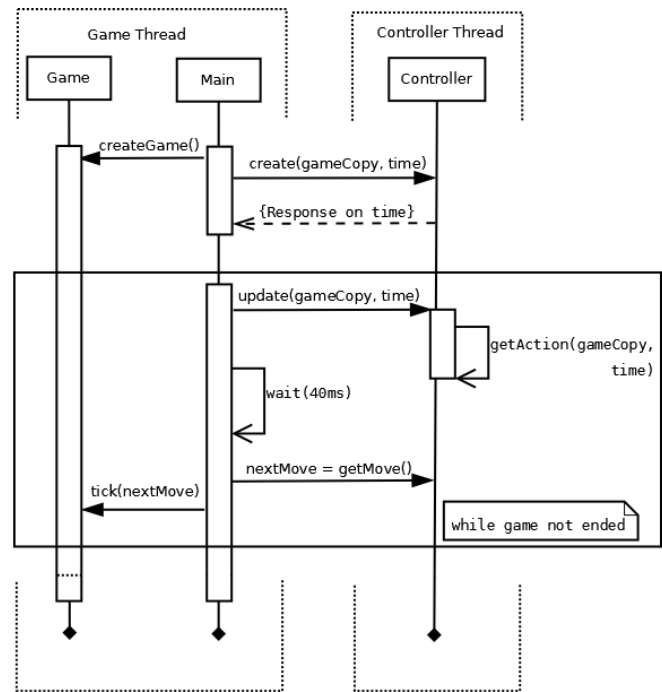 Game Thread
Controller Thread
Game
Main
Controller
createGame()
create(gameCopy, time)
{Response on time}
update(gameCopy, time)
getAction(gameCopy,
time)
wait(40ms)
nextMove = getMove()
tick(nextMove)
while game not ended